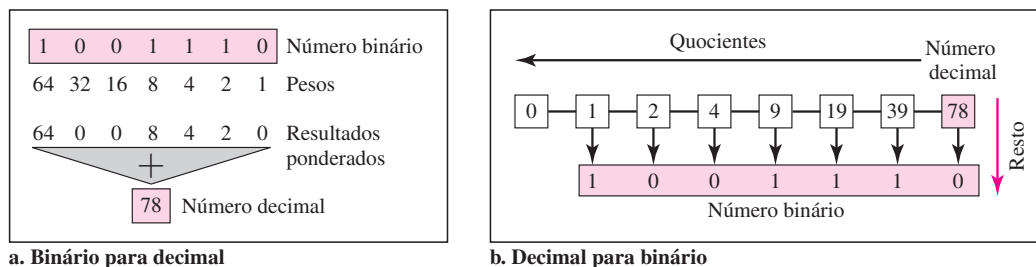 1 0 0 1 1 1 0 Número binário
64 32 16 8 4 2 1 Pesos
64 0 0 8 4 2 0 Resultados
ponderados
+
78 Número decimal
a. Binário para decimal
Quocientes
Número
decimal
0 1 2 4 9 19 39 78
Resto
1 0 0 1 1 1 0
Número binário
b. Decimal para binário